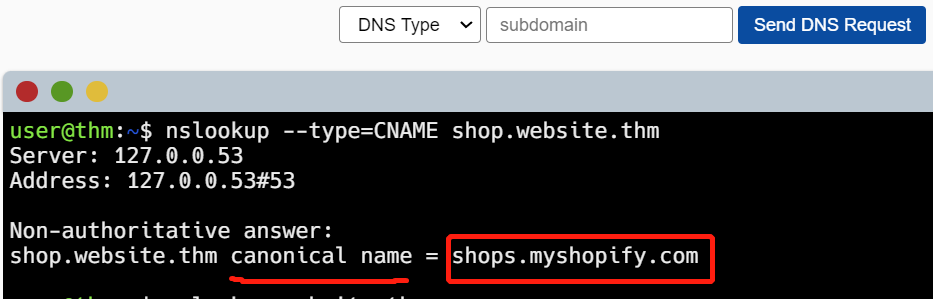 DNS Type
subdomain
Send DNS Request
user@thm:~$ nslookup --type=CNAME shop.website.thm
Server: 127.0.0.53
Address: 127.0.0.53#53
Non-authoritative answer:
shop.website.thm canonical name = shops.myshopify.com